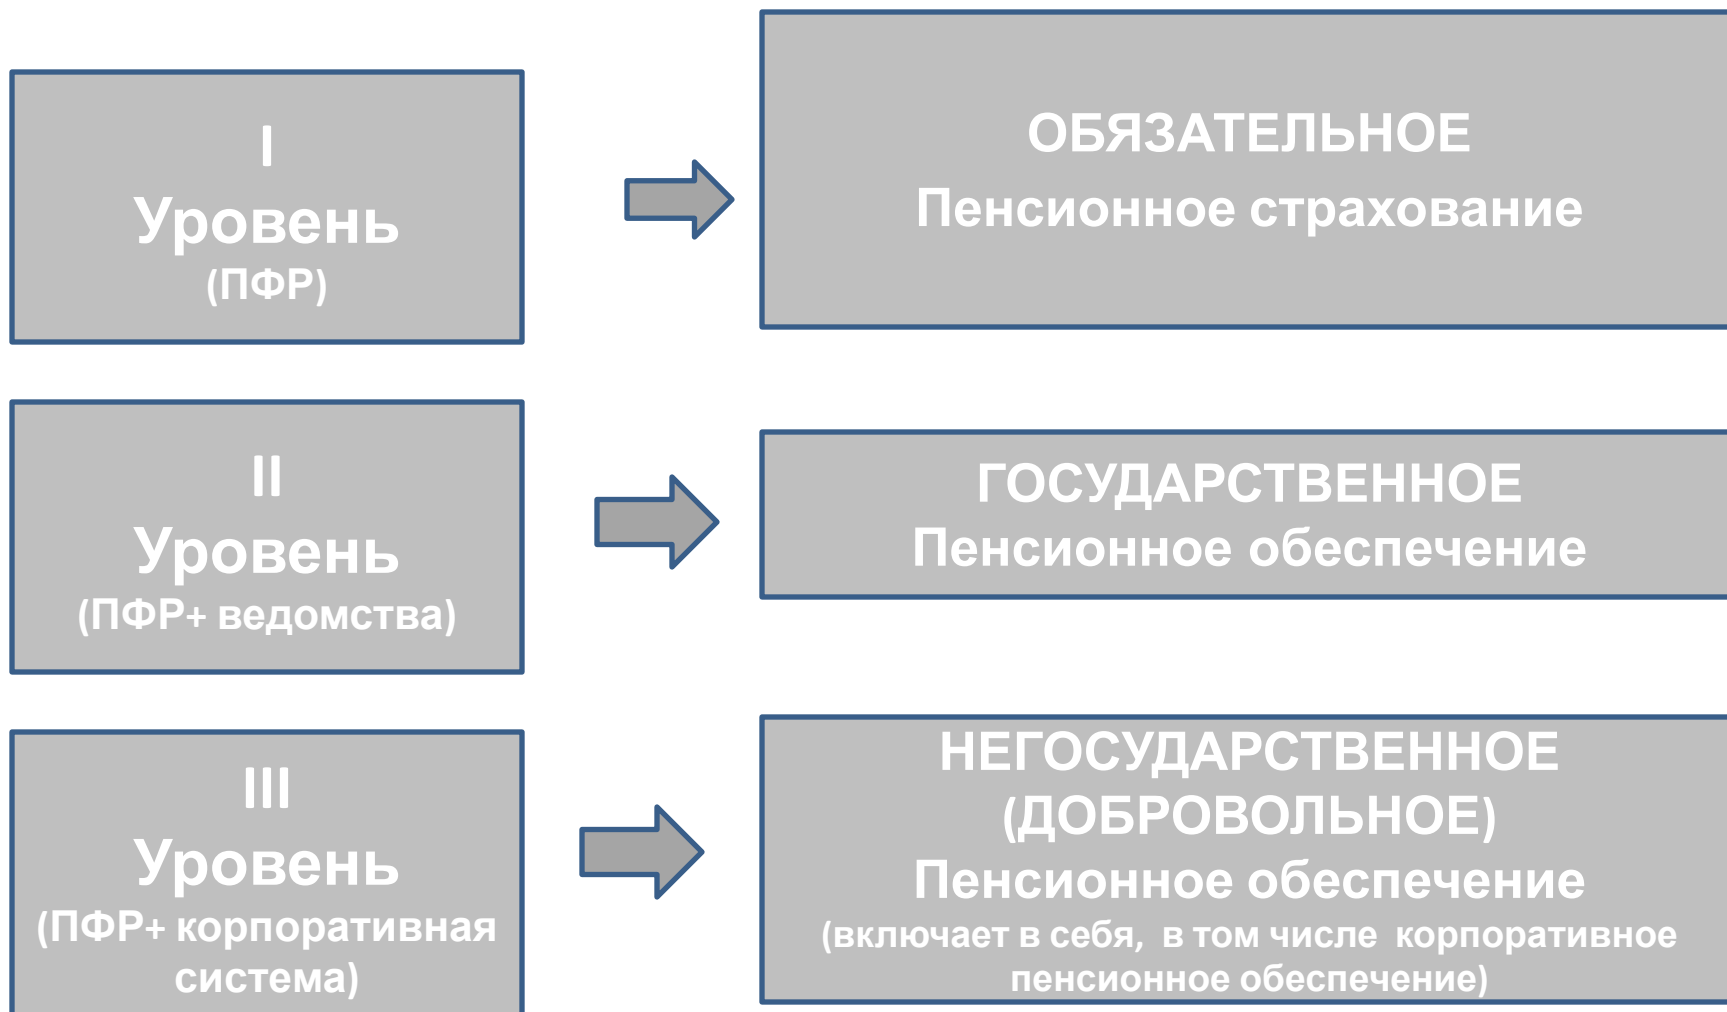 I
Уровень
(ПФР)
ОБЯЗАТЕЛЬНОЕ
Пенсионное страхование
II
Уровень
(ПФР+ ведомства)
ГОСУДАРСТВЕННОЕ
Пенсионное обеспечение
III
Уровень
(ПФР+ корпоративная
система)
НЕГОСУДАРСТВЕННОЕ
(ДОБРОВОЛЬНОЕ)
Пенсионное обеспечение
(включает в себя, в том числе корпоративное
пенсионное обеспечение)